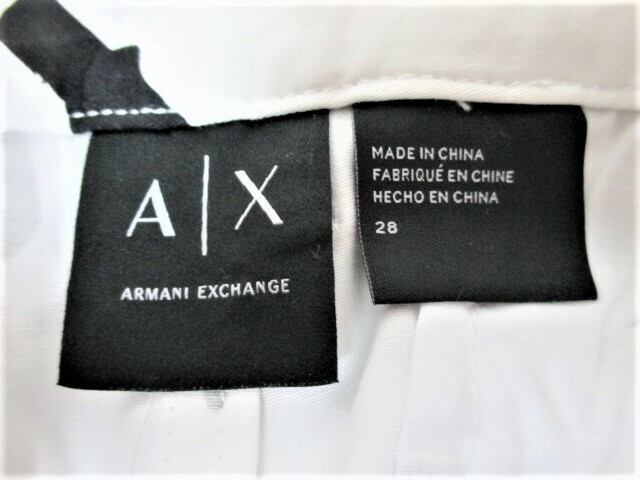 A|X
ARMANI EXCHANGE
MADE IN CHINA
FABRIQUÉ EN CHINE
HECHO EN CHINA
28